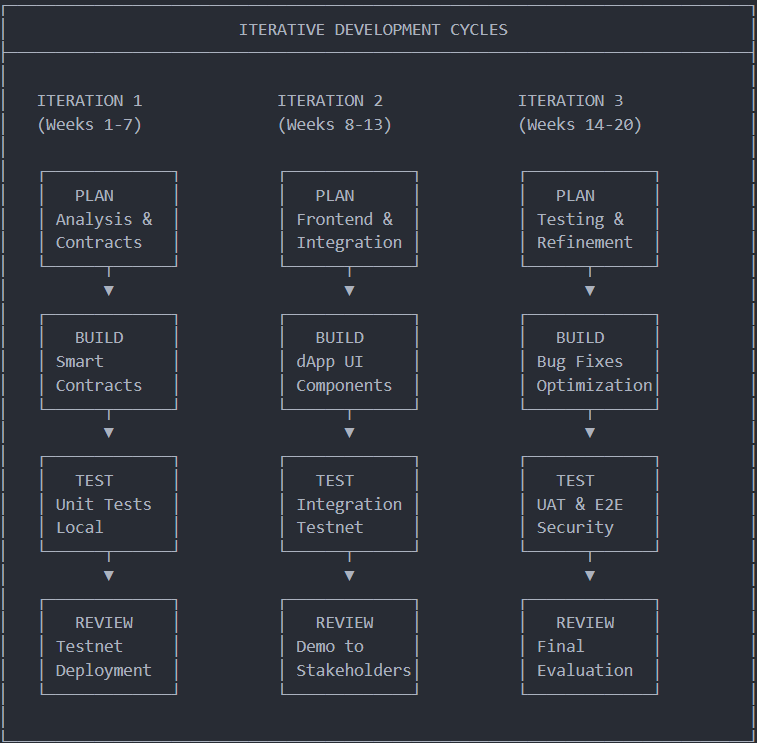 ITERATIVE DEVELOPMENT CYCLES
ITERATION 1
(Weeks 1-7)
PLAN
Analysis &
Contracts
BUILD
Smart
Contracts
TEST
Unit Tests
Local
REVIEW
Testnet
Deployment
ITERATION 2
(Weeks 8-13)
PLAN
Frontend &
Integration
BUILD
dApp UI
Components
TEST
Integration
Testnet
REVIEW
Demo to
Stakeholders
ITERATION 3
(Weeks 14-20)
PLAN
Testing &
Refinement
BUILD
Bug Fixes
Optimization
TEST
UAT & E2E
Security
REVIEW
Final
Evaluation